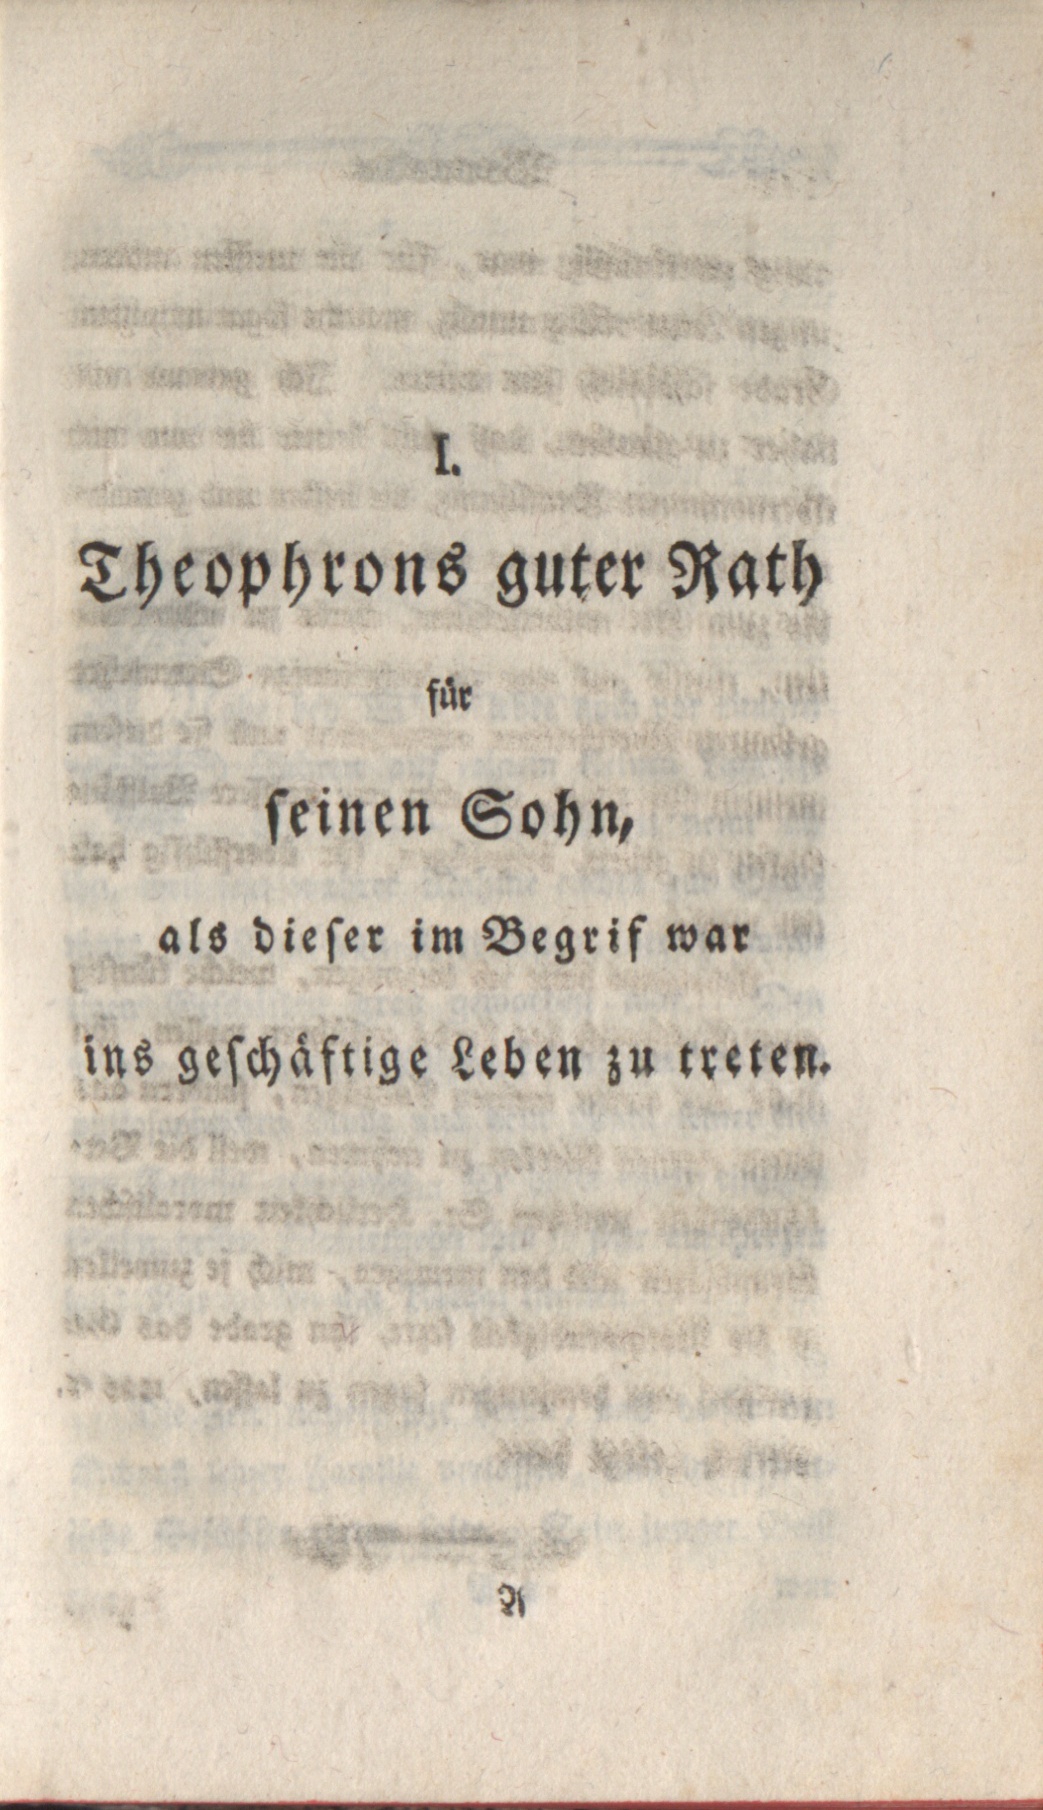 I.
Theophrons guter Rath
für
ſeinen Sohn,
als dieſer im Begrif war
ins geſchäftige Leben zu treten.
A